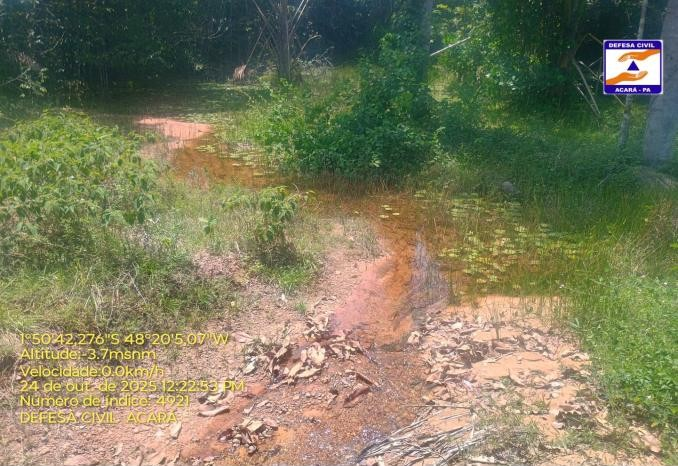 DEFESA CIVIL
ACARÁ - PA
1°50'42,276"S 48°20'5,07"W
Altitude:-3.7msnm
Velocidade:0.0km/h
24 de out. de 2025 12:22:53 PM
Número de índice: 4921
DEFESA CIVIL ACARÁ